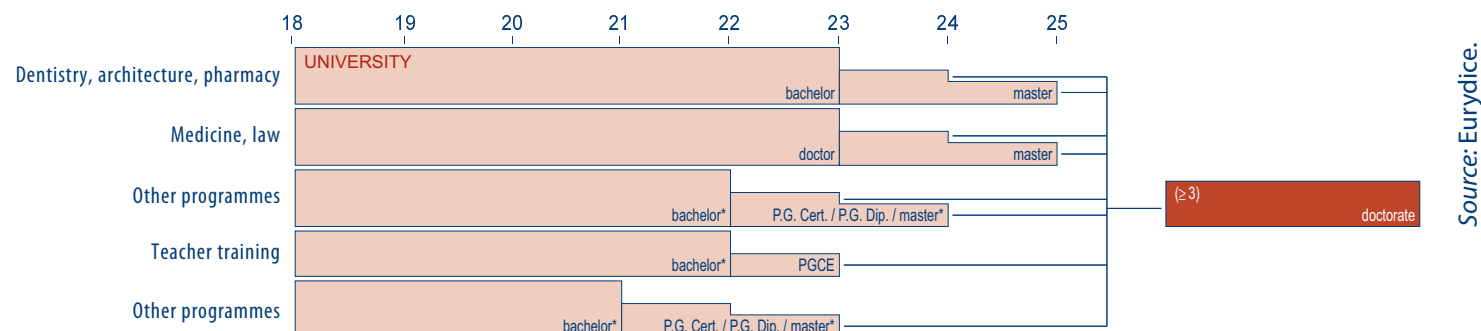 18 19 20 21 22 23 24 25
UNIVERSITY
Dentistry, architecture, pharmacy
bachelor master
Medicine, law
doctor master
Other programmes
bachelor* P.G. Cert. / P.G. Dip. / master*
(≥ 3)
doctorate
Teacher training
bachelor* PGCE
Other programmes
bachelor* P.G. Cert. / P.G. Dip. / master*
Source: Eurydice.